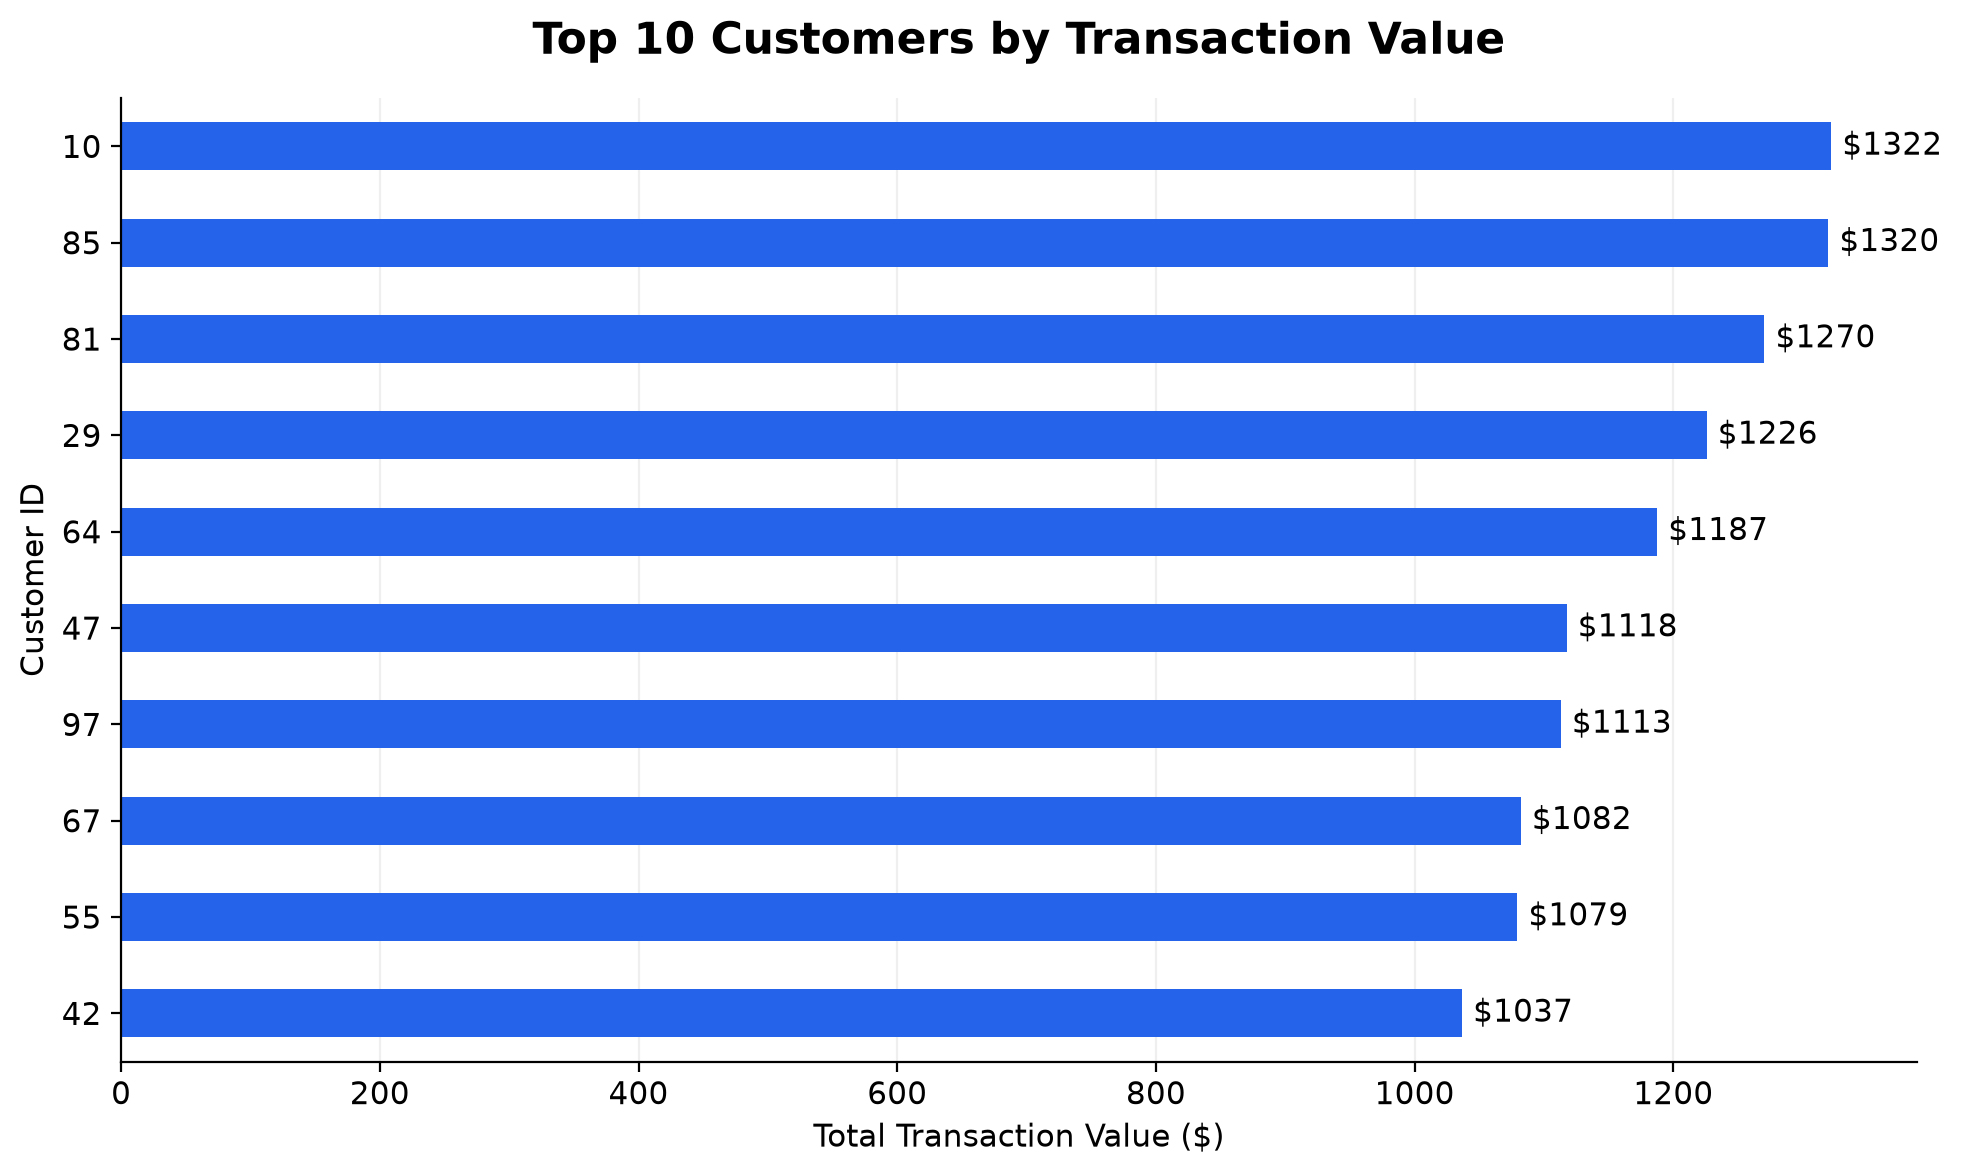 Top 10 Customers by Transaction Value
Customer ID
10 $1322
85 $1320
81 $1270
29 $1226
64 $1187
47 $1118
97 $1113
67 $1082
55 $1079
42 $1037
0 200 400 600 800 1000 1200
Total Transaction Value ($)